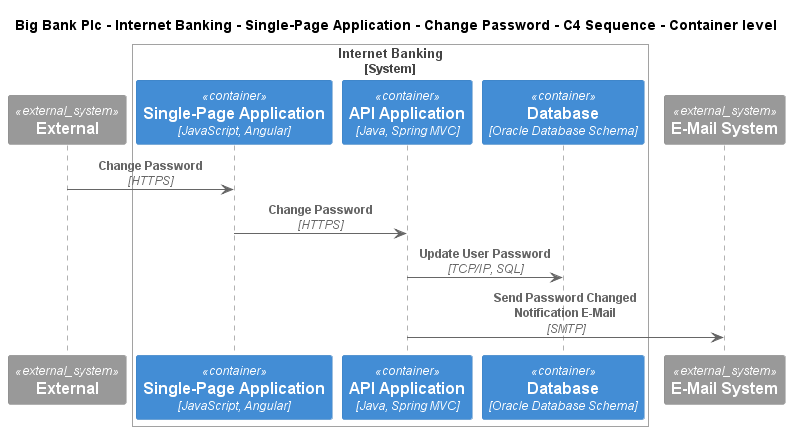 Big Bank Plc - Internet Banking - Single-Page Application - Change Password - C4 Sequence - Container level
Internet Banking
[System]
«external_system»
External
«container»
Single-Page Application
[JavaScript, Angular]
«container»
API Application
[Java, Spring MVC]
«container»
Database
[Oracle Database Schema]
«external_system»
E-Mail System
Change Password
[HTTPS]
Change Password
[HTTPS]
Update User Password
[TCP/IP, SQL]
Send Password Changed
Notification E-Mail
[SMTP]
«external_system»
External
«container»
Single-Page Application
[JavaScript, Angular]
«container»
API Application
[Java, Spring MVC]
«container»
Database
[Oracle Database Schema]
«external_system»
E-Mail System